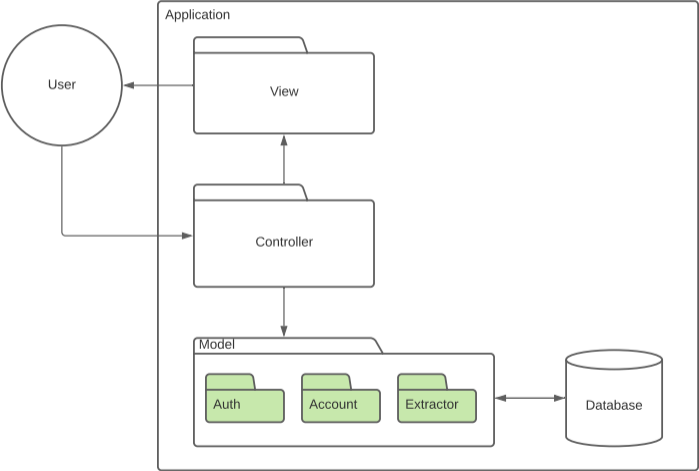 Application
User
View
Controller
Model
Auth
Account
Extractor
Database